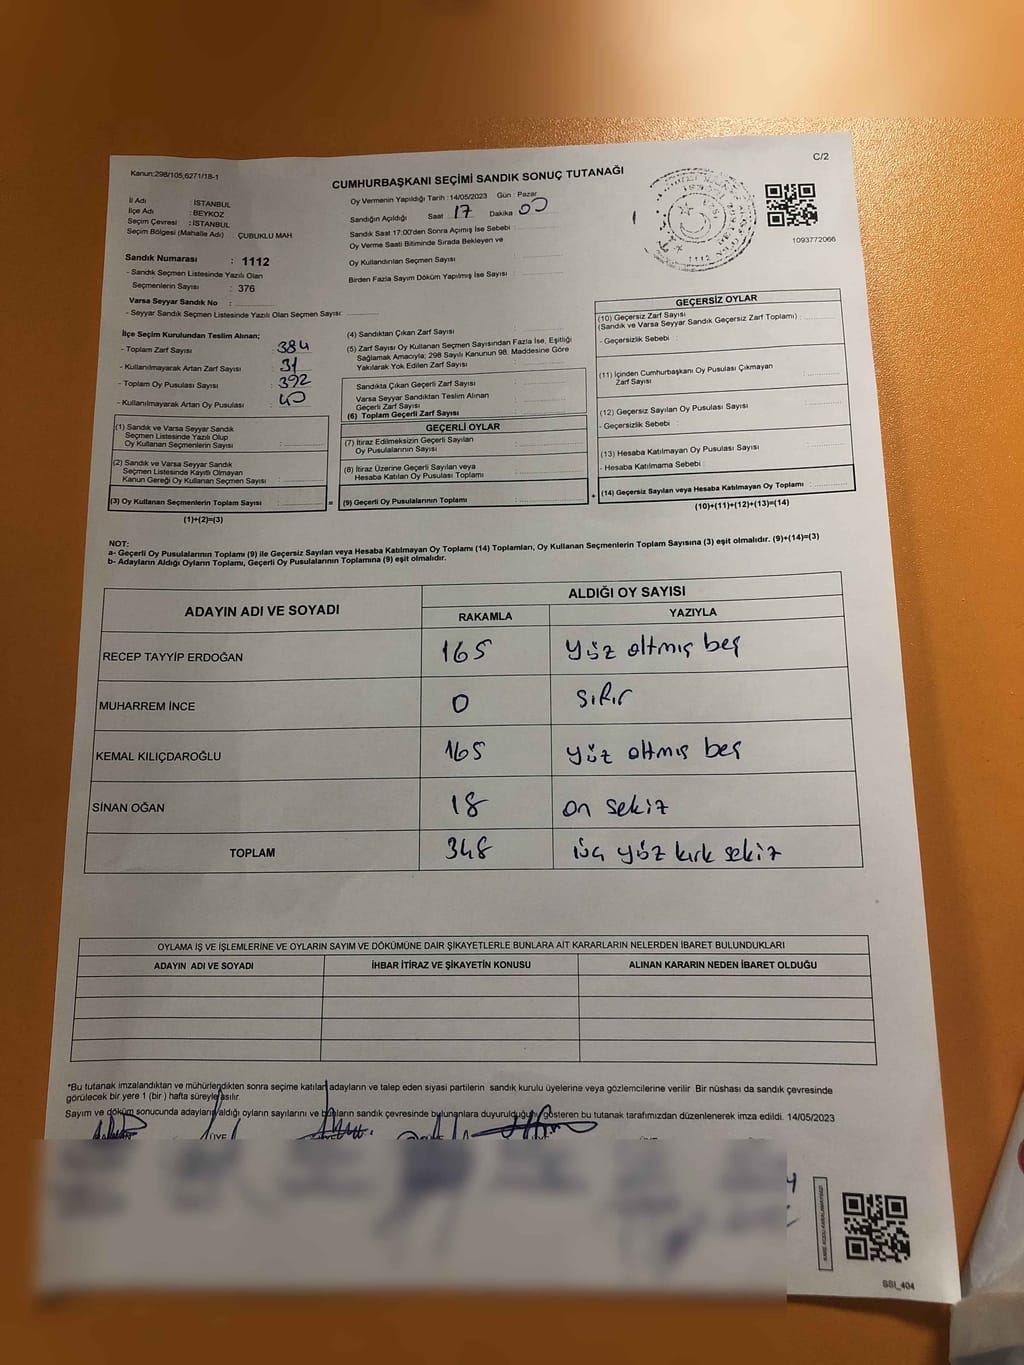 Kanun:298/105,6271/18-1
C/2
CUMHURBAŞKANI SEÇİMİ SANDIK SONUÇ TUTANAĞI
İl Adı : İSTANBUL
İlçe Adı : BEYKOZ
Seçim Çevresi : İSTANBUL
Seçim Bölgesi (Mahalle Adı) : ÇUBUKLU MAH.
Sandık Numarası : 1112
- Sandık Seçmen Listesinde Yazılı Olan
Seçmenlerin Sayısı : 376
Varsa Seyyar Sandık No :
- Seyyar Sandık Seçmen Listesinde Yazılı Olan Seçmen Sayısı:
Oy Vermenin Yapıldığı Tarih : 14/05/2023 Gün : Pazar
Sandığın Açıldığı Saat 17 Dakika 00
Sandık Saat 17:00'den Sonra Açımış İse Sebebi :
Oy Verme Saati Bitiminde Sırada Bekleyen ve
Oy Kullandırılan Seçmen Sayısı :
Birden Fazla Sayım Döküm Yapılmış İse Sayısı :
1093772066
İlçe Seçim Kurulundan Teslim Alınan;
- Toplam Zarf Sayısı : 384
- Kullanılmayarak Artan Zarf Sayısı : 31
- Toplam Oy Pusulası Sayısı : 392
- Kullanılmayarak Artan Oy Pusulası : 40
(1) Sandık ve Varsa Seyyar Sandık
Seçmen Listesinde Yazılı Olup
Oy Kullanan Seçmenlerin Sayısı :
(2) Sandık ve Varsa Seyyar Sandık
Seçmen Listesinde Kayıtlı Olmayan
Kanun Gereği Oy Kullanan Seçmen Sayısı :
(3) Oy Kullanan Seçmenlerin Toplam Sayısı :
(1)+(2)=(3)
(4) Sandıktan Çıkan Zarf Sayısı :
(5) Zarf Sayısı Oy Kullanan Seçmen Sayısından Fazla İse, Eşitliği
Sağlamak Amacıyla; 298 Sayılı Kanunun 98. Maddesine Göre
Yakılarak Yok Edilen Zarf Sayısı :
Sandıkta Çıkan Geçerli Zarf Sayısı :
Varsa Seyyar Sandıktan Teslim Alınan
Geçerli Zarf Sayısı :
(6) Toplam Geçerli Zarf Sayısı :
GEÇERLİ OYLAR
(7) İtiraz Edilmeksizin Geçerli Sayılan
Oy Pusulalarının Sayısı :
(8) İtiraz Üzerine Geçerli Sayılan veya
Hesaba Katılan Oy Pusulası Toplamı :
= (9) Geçerli Oy Pusulalarının Toplamı :
GEÇERSİZ OYLAR
(10) Geçersiz Zarf Sayısı
(Sandık ve Varsa Seyyar Sandık Geçersiz Zarf Toplamı) :
- Geçersizlik Sebebi :
(11) İçinden Cumhurbaşkanı Oy Pusulası Çıkmayan
Zarf Sayısı :
(12) Geçersiz Sayılan Oy Pusulası Sayısı :
- Geçersizlik Sebebi :
(13) Hesaba Katılmayan Oy Pusulası Sayısı :
- Hesaba Katılmama Sebebi :
+ (14) Geçersiz Sayılan veya Hesaba Katılmayan Oy Toplamı :
(10)+(11)+(12)+(13)=(14)
NOT:
a- Geçerli Oy Pusulalarının Toplamı (9) ile Geçersiz Sayılan veya Hesaba Katılmayan Oy Toplamı (14) Toplamları, Oy Kullanan Seçmenlerin Toplam Sayısına (3) eşit olmalıdır. (9)+(14)=(3)
b- Adayların Aldığı Oyların Toplamı, Geçerli Oy Pusulalarının Toplamına (9) eşit olmalıdır.
ADAYIN ADI VE SOYADI
ALDIĞI OY SAYISI
RAKAMLA YAZIYLA
RECEP TAYYİP ERDOĞAN 165 yüz altmış beş
MUHARREM İNCE 0 sıfır
KEMAL KILIÇDAROĞLU 165 yüz altmış beş
SİNAN OĞAN 18 on sekiz
TOPLAM 348 üç yüz kırk sekiz
OYLAMA İŞ VE İŞLEMLERİNE VE OYLARIN SAYIM VE DÖKÜMÜNE DAİR ŞİKAYETLERLE BUNLARA AİT KARARLARIN NELERDEN İBARET BULUNDUKLARI
ADAYIN ADI VE SOYADI İHBAR İTİRAZ VE ŞİKAYETİN KONUSU ALINAN KARARIN NEDEN İBARET OLDUĞU
*Bu tutanak imzalandıktan ve mühürlendikten sonra seçime katılan adayların ve talep eden siyasi partilerin sandık kurulu üyelerine veya gözlemcilerine verilir Bir nüshası da sandık çevresinde
görülecek bir yere 1 (bir ) hafta süreyle asılır.
Sayım ve döküm sonucunda adayların aldığı oyların sayılarını ve bunların sandık çevresinde bulunanlara duyurulduğunu gösteren bu tutanak tarafımızdan düzenlenerek imza edildi. 14/05/2023
SSI_404